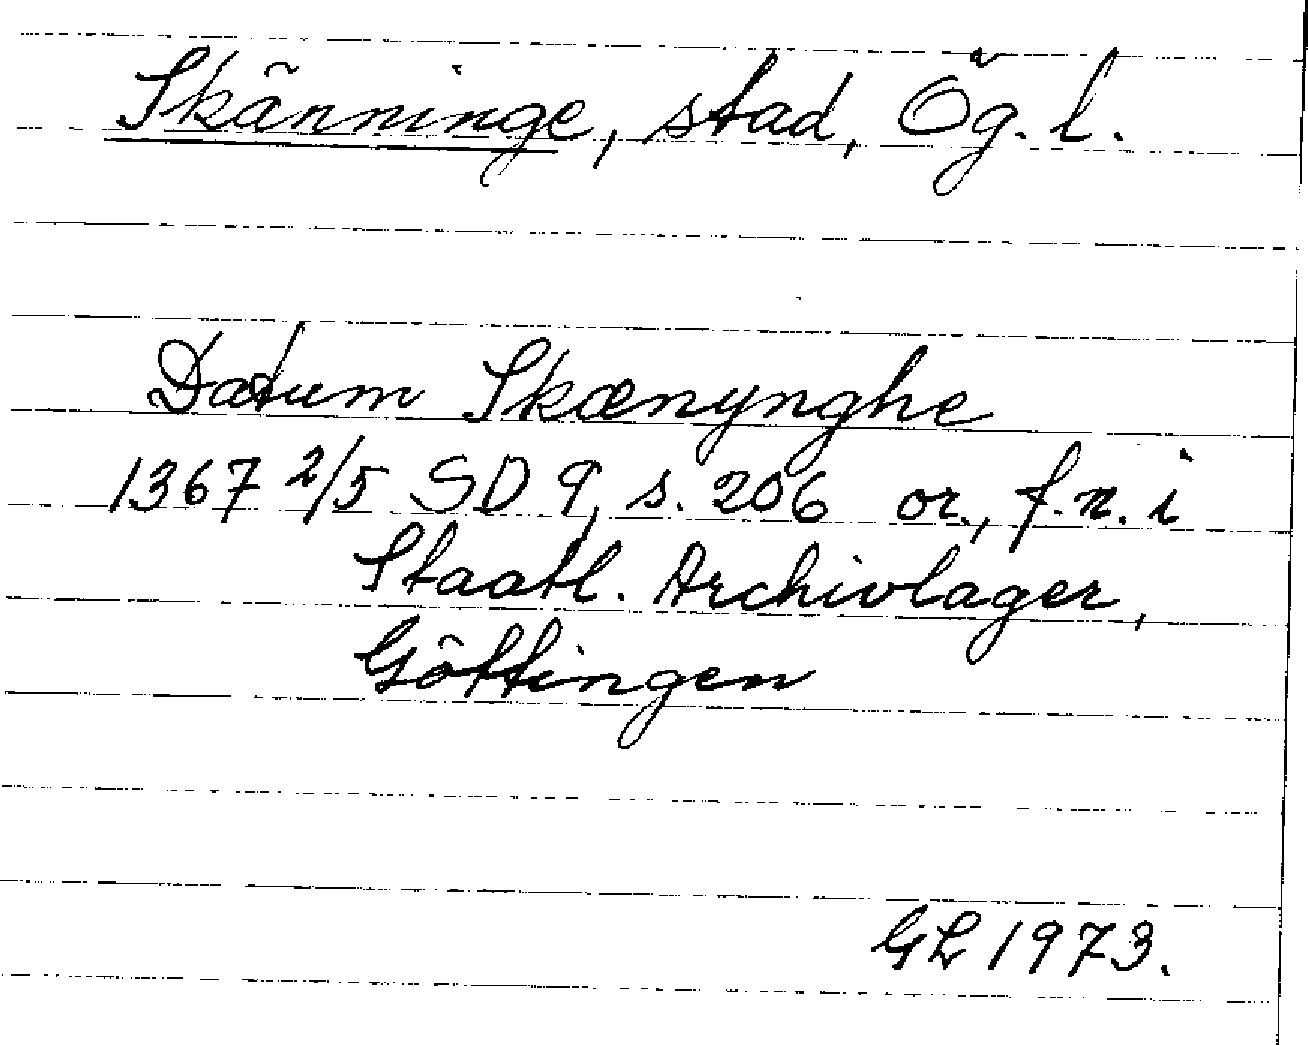 Skänninge, stad, Ög. l.
Datum Skænynghe
1367 2/5 SD 9, s. 206 or., f.n. i
Staatl. Archivlager,
Göttingen
GL 1973.